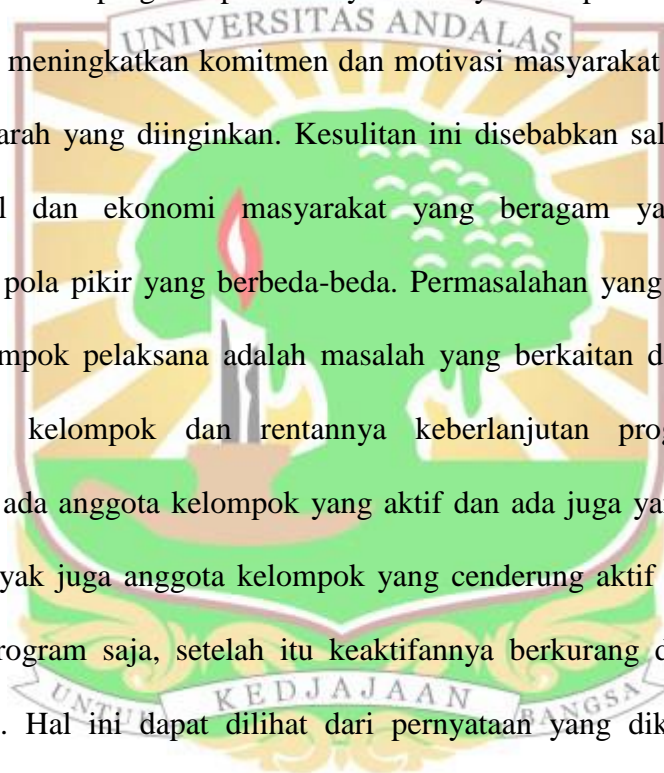 UNIVERSITAS ANDALAS
meningkatkan komitmen dan motivasi masyarakat
arah yang diinginkan. Kesulitan ini disebabkan sal
l dan ekonomi masyarakat yang beragam ya
pola pikir yang berbeda-beda. Permasalahan yang
mpok pelaksana adalah masalah yang berkaitan d
kelompok dan rentannya keberlanjutan prog
ada anggota kelompok yang aktif dan ada juga ya
yak juga anggota kelompok yang cenderung aktif
rogram saja, setelah itu keaktifannya berkurang d
UNTUK KEDJAJAAN BANGSA
. Hal ini dapat dilihat dari pernyataan yang dik